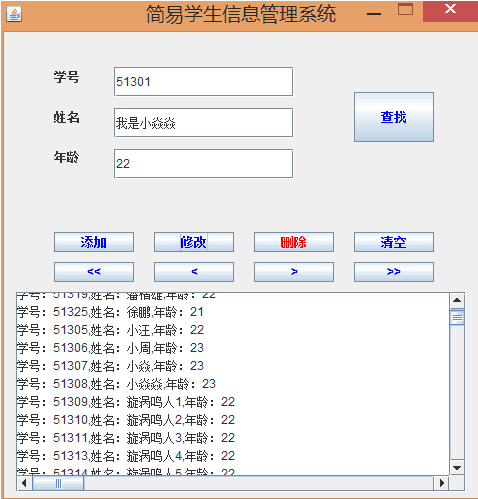 简易学生信息管理系统
学号 51301
姓名 我是小焱焱
查找
年龄 22
添加 修改 删除 清空
<< < > >>
学号：51319,姓名：潘楷雄,年龄：22
学号：51325,姓名：徐鹏,年龄：21
学号：51305,姓名：小汪,年龄：22
学号：51306,姓名：小周,年龄：23
学号：51307,姓名：小焱,年龄：23
学号：51308,姓名：小焱焱,年龄：23
学号：51309,姓名：漩涡鸣人1,年龄：22
学号：51310,姓名：漩涡鸣人2,年龄：22
学号：51311,姓名：漩涡鸣人3,年龄：22
学号：51313,姓名：漩涡鸣人4,年龄：22
学号：51314,姓名：漩涡鸣人5,年龄：22